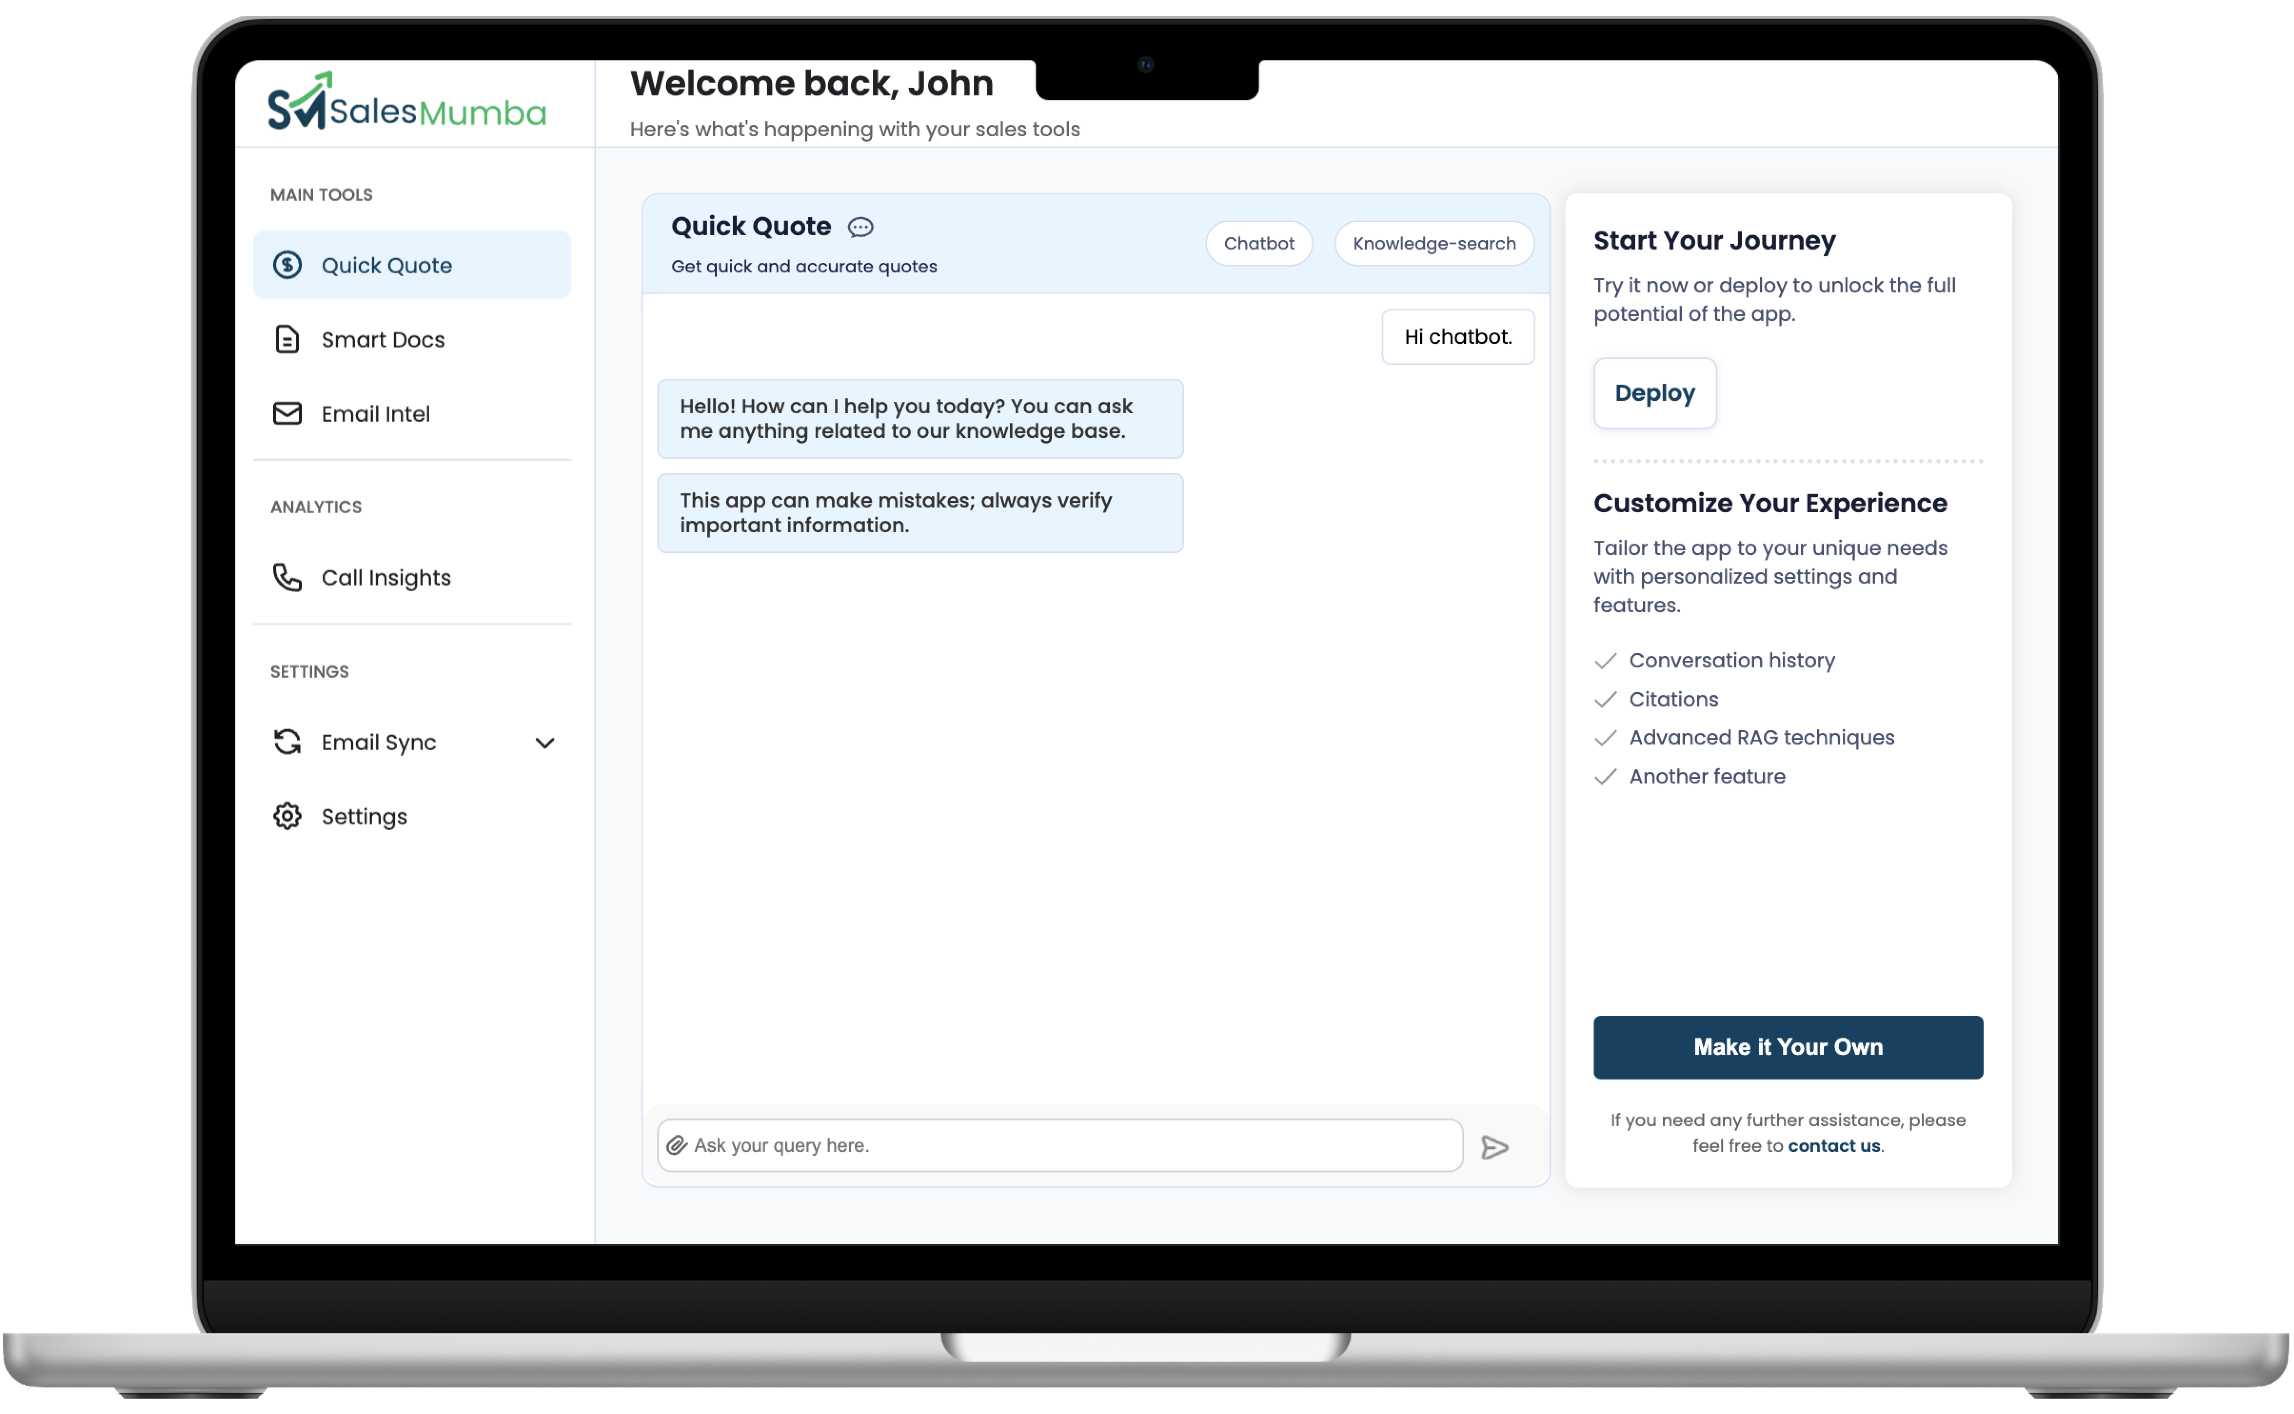 SalesMumba
Welcome back, John
Here's what's happening with your sales tools
MAIN TOOLS
Quick Quote
Smart Docs
Email Intel
ANALYTICS
Call Insights
SETTINGS
Email Sync
Settings
Quick Quote
Get quick and accurate quotes
Chatbot
Knowledge-search
Hi chatbot.
Hello! How can I help you today? You can ask
me anything related to our knowledge base.
This app can make mistakes; always verify
important information.
Ask your query here.
Start Your Journey
Try it now or deploy to unlock the full
potential of the app.
Deploy
Customize Your Experience
Tailor the app to your unique needs
with personalized settings and
features.
Conversation history
Citations
Advanced RAG techniques
Another feature
Make it Your Own
If you need any further assistance, please
feel free to contact us.